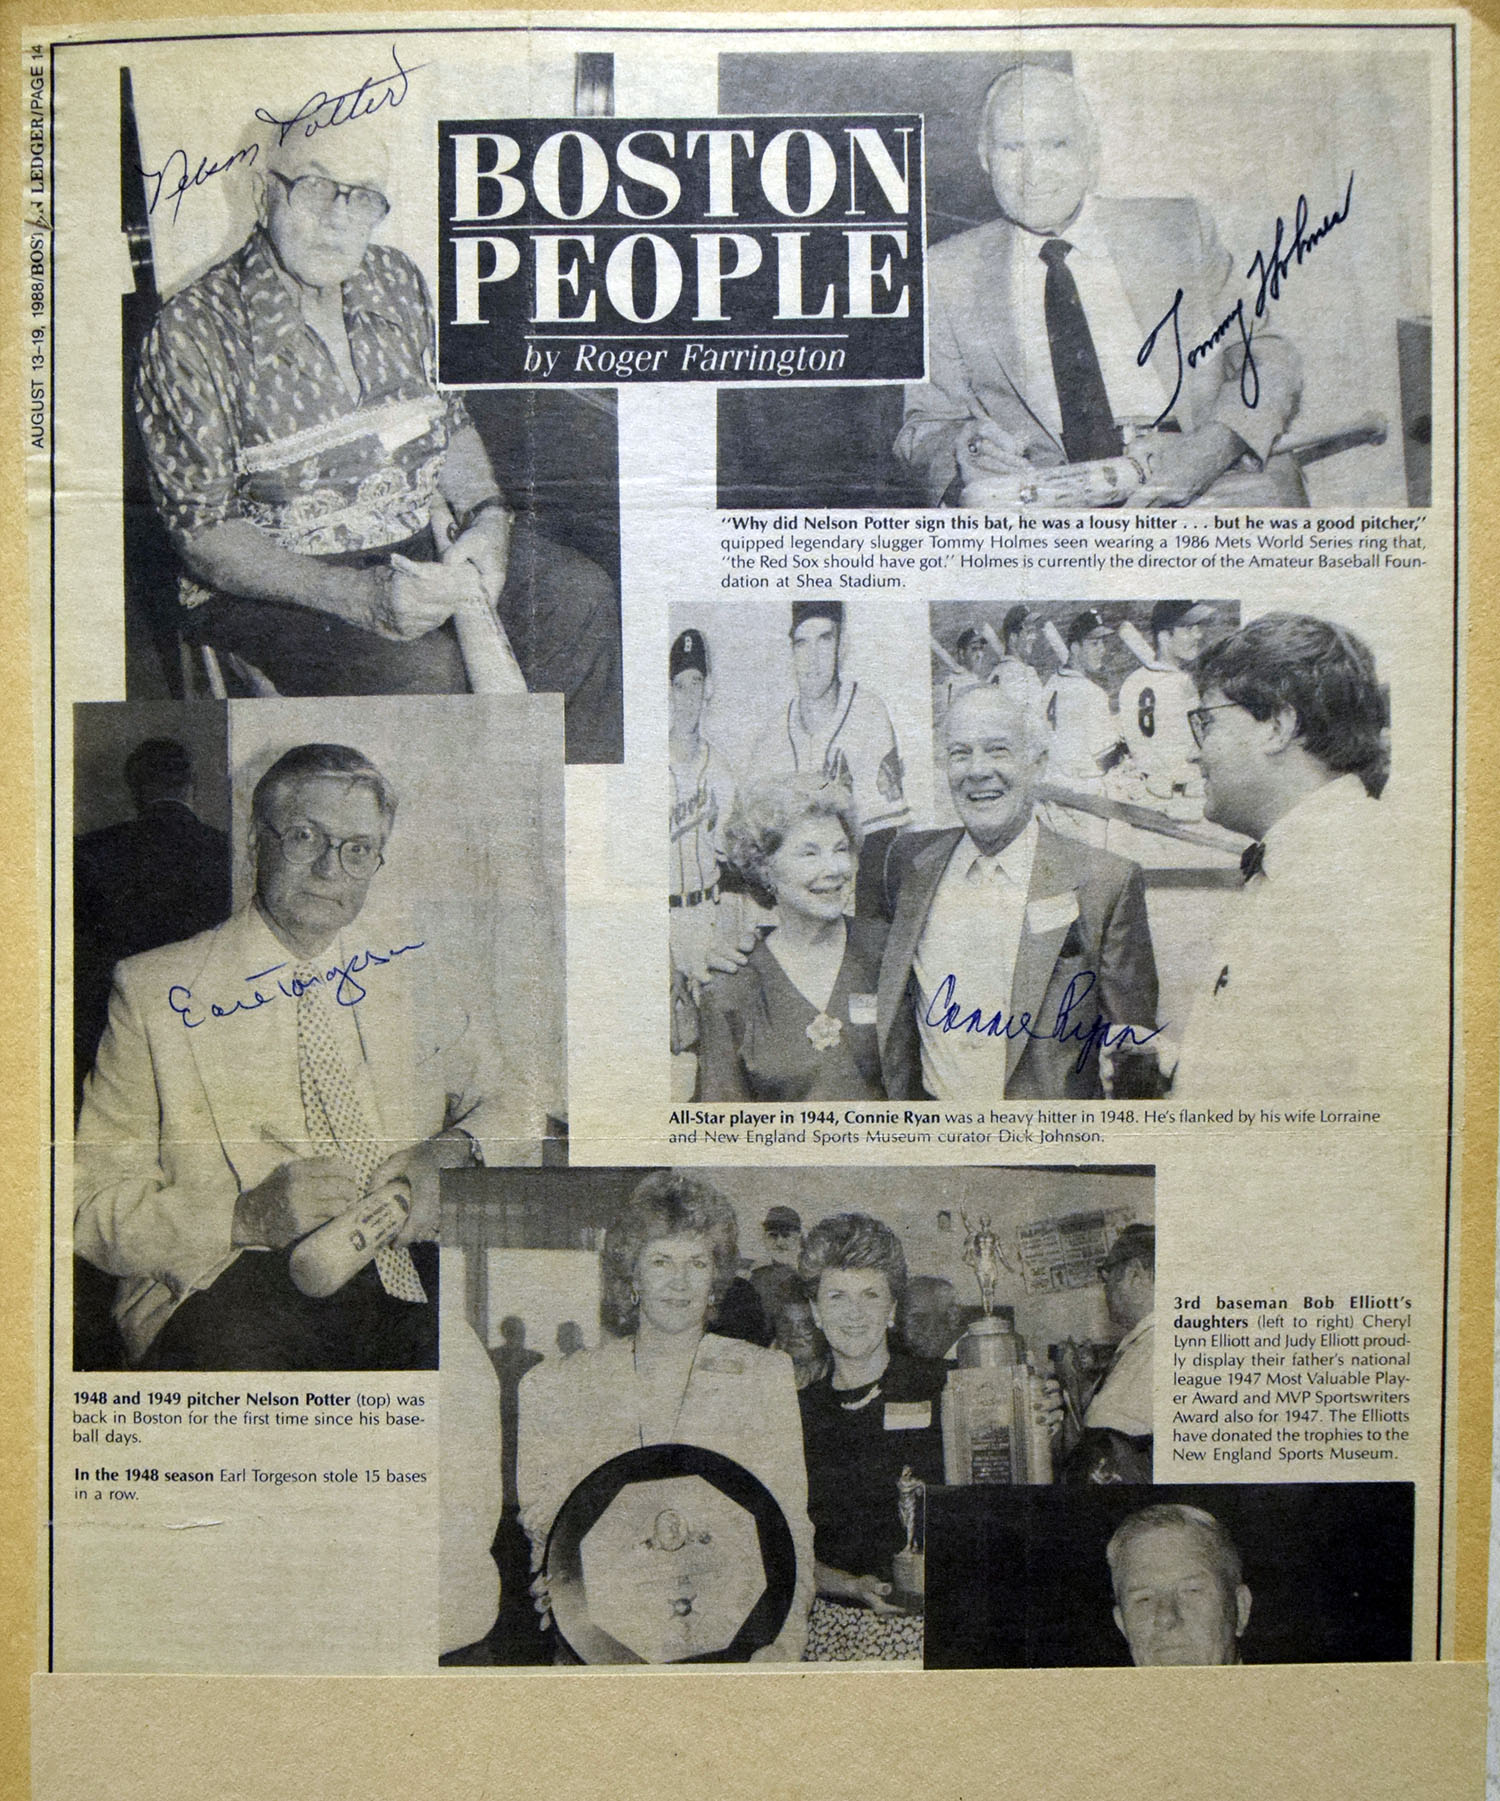 AUGUST 13-19, 1988/BOSTON LEDGER/PAGE 14
Nelson Potter
BOSTON
PEOPLE
by Roger Farrington
Tommy Holmes
"Why did Nelson Potter sign this bat, he was a lousy hitter . . . but he was a good pitcher,"
quipped legendary slugger Tommy Holmes seen wearing a 1986 Mets World Series ring that,
"the Red Sox should have got." Holmes is currently the director of the Amateur Baseball Foun-
dation at Shea Stadium.
B
4
8
Connie Ryan
All-Star player in 1944, Connie Ryan was a heavy hitter in 1948. He's flanked by his wife Lorraine
and New England Sports Museum curator Dick Johnson.
Earl Torgeson
1948 and 1949 pitcher Nelson Potter (top) was
back in Boston for the first time since his base-
ball days.
In the 1948 season Earl Torgeson stole 15 bases
in a row.
3rd baseman Bob Elliott's
daughters (left to right) Cheryl
Lynn Elliott and Judy Elliott proud-
ly display their father's national
league 1947 Most Valuable Play-
er Award and MVP Sportswriters
Award also for 1947. The Elliotts
have donated the trophies to the
New England Sports Museum.